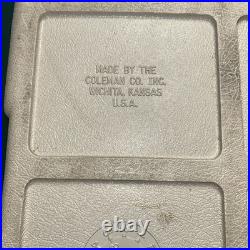 MADE BY THE
COLEMAN CO. INC.
WICHITA, KANSAS
U.S.A.